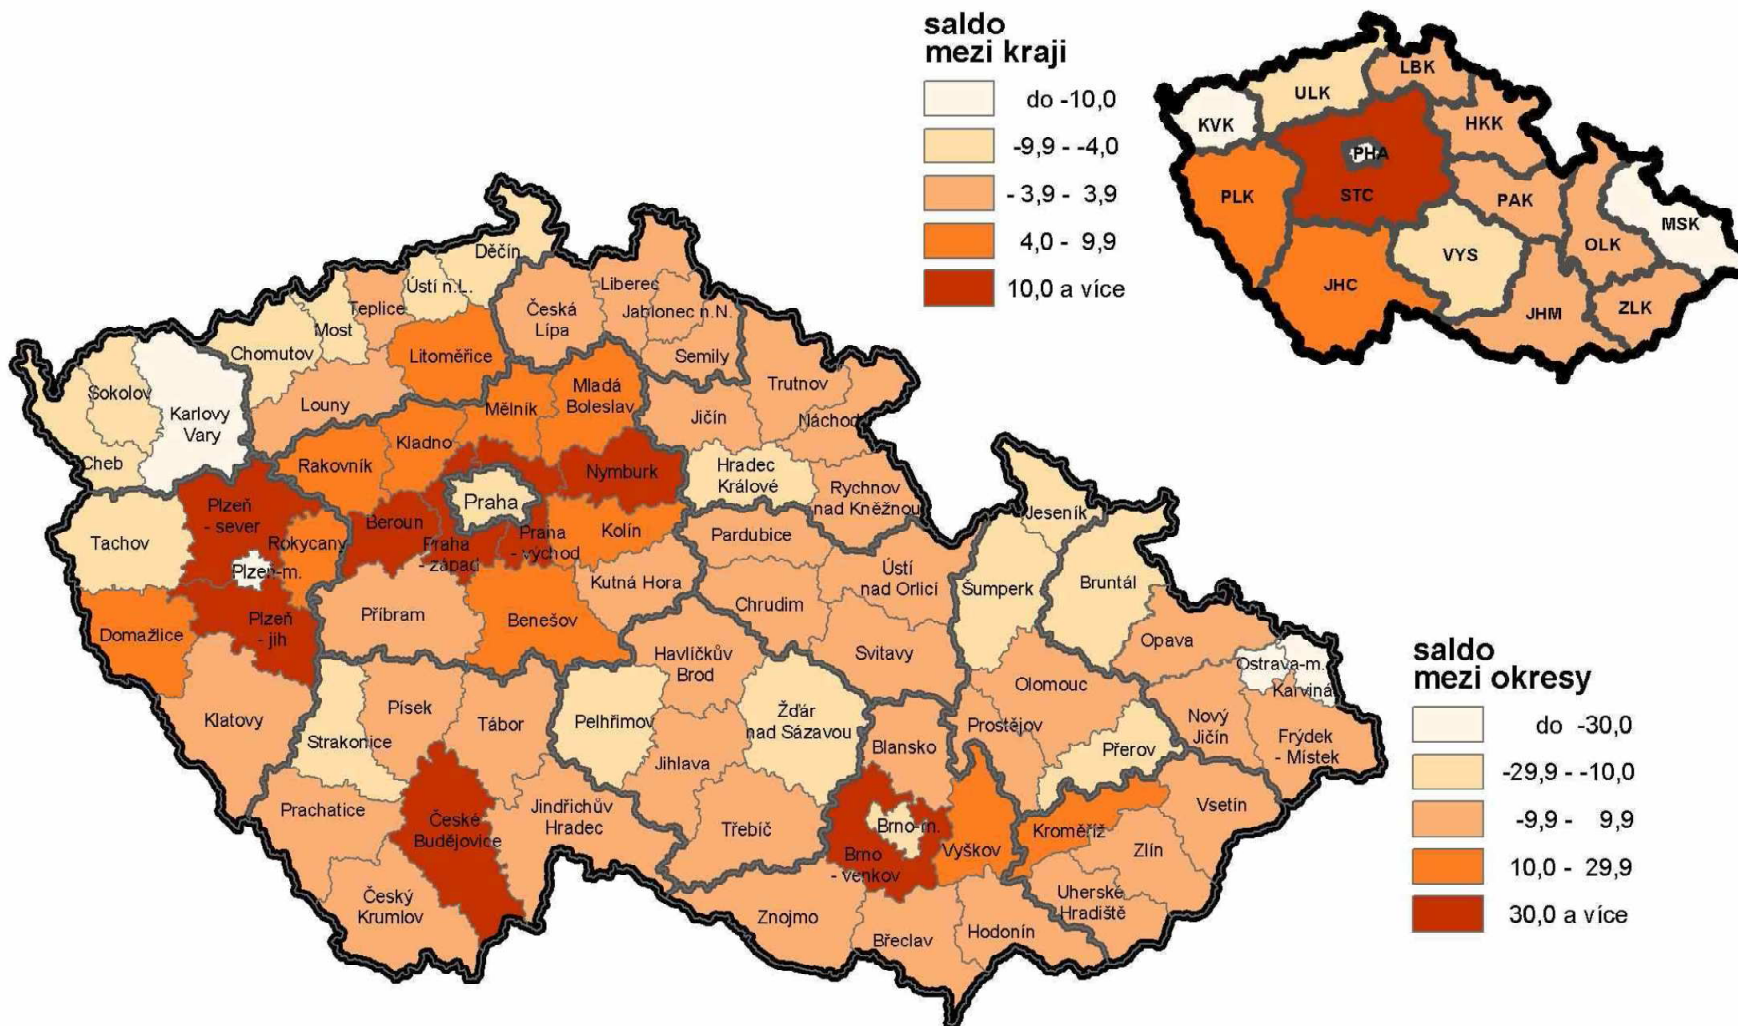 saldo
mezi kraji
do -10,0
-9,9 - -4,0
- 3,9 - 3,9
4,0 - 9,9
10,0 a více
LBK
ULK
KVK
HKK
PHA
PLK
STC
PAK
MSK
OLK
VYS
JHC
JHM
ZLK
Děčín
Ústí n.L.
Liberec
Teplice
Česká
Lípa
Jablonec n.N.
Most
Chomutov
Litoměřice
Semily
Sokolov
Karlovy
Vary
Louny
Mělník
Mladá
Boleslav
Trutnov
Jičín
Náchod
Kladno
Cheb
Rakovník
Nymburk
Hradec
Králové
Rychnov
nad Kněžnou
Praha
Plzeň
- sever
Beroun
Praha
- západ
Praha
- východ
Kolín
Pardubice
Jeseník
Tachov
Rokycany
Plzeň-m.
Kutná Hora
Ústí
nad Orlicí
Šumperk
Bruntál
Chrudim
Příbram
Benešov
Domažlice
Plzeň
- jih
Havlíčkův
Brod
Svitavy
Opava
Ostrava-m.
Karviná
Olomouc
Klatovy
Písek
Tábor
Pelhřimov
Žďár
nad Sázavou
Prostějov
Nový
Jičín
Frýdek
- Místek
Strakonice
Blansko
Přerov
Jihlava
Prachatice
České
Budějovice
Jindřichův
Hradec
Třebíč
Brno-m.
Brno
- venkov
Vyškov
Kroměříž
Vsetín
Zlín
Český
Krumlov
Znojmo
Uherské
Hradiště
Břeclav
Hodonín
saldo
mezi okresy
do -30,0
-29,9 - -10,0
-9,9 - 9,9
10,0 - 29,9
30,0 a více